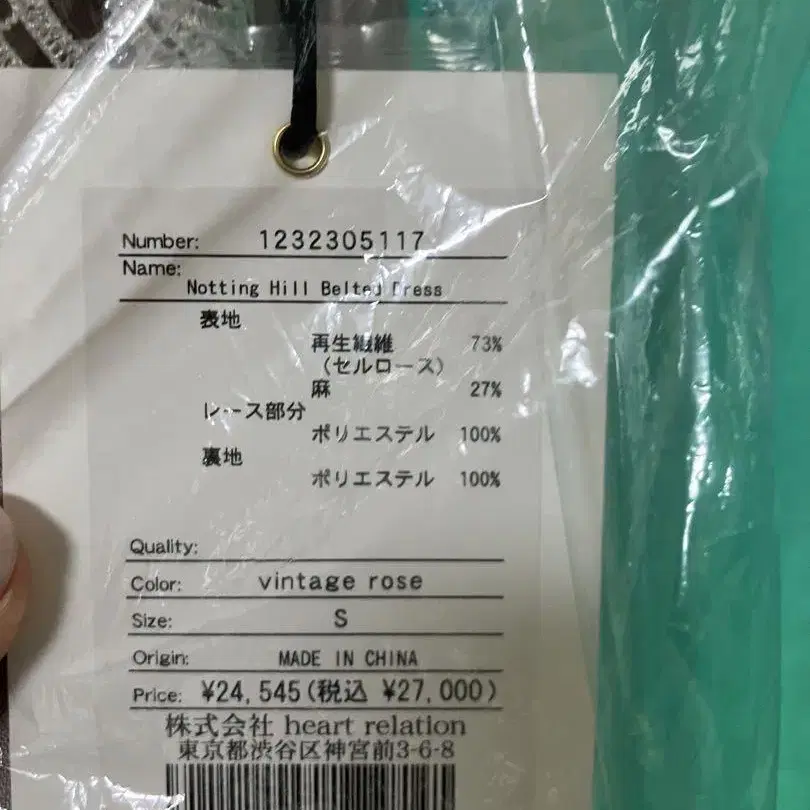 Number: 1232305117
Name:
Notting Hill Belted Dress
表地
再生繊維 73%
(セルロース)
麻 27%
レース部分
ポリエステル 100%
裏地
ポリエステル 100%
Quality:
Color: vintage rose
Size: S
Origin: MADE IN CHINA
Price: ¥24,545(税込 ¥27,000)
株式会社 heart relation
東京都渋谷区神宮前3-6-8